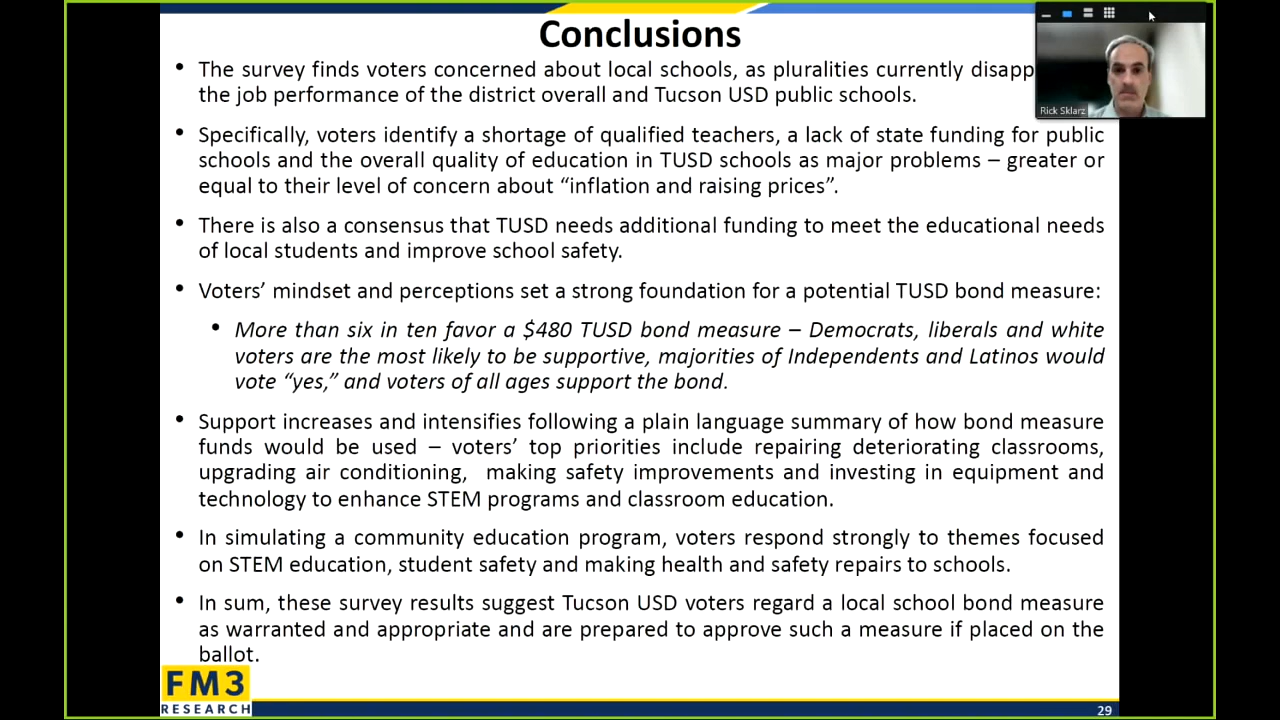 Conclusions
• The survey finds voters concerned about local schools, as pluralities currently disapp
the job performance of the district overall and Tucson USD public schools.
• Specifically, voters identify a shortage of qualified teachers, a lack of state funding for public
schools and the overall quality of education in TUSD schools as major problems – greater or
equal to their level of concern about “inflation and raising prices”.
• There is also a consensus that TUSD needs additional funding to meet the educational needs
of local students and improve school safety.
• Voters’ mindset and perceptions set a strong foundation for a potential TUSD bond measure:
• More than six in ten favor a $480 TUSD bond measure – Democrats, liberals and white
voters are the most likely to be supportive, majorities of Independents and Latinos would
vote “yes,” and voters of all ages support the bond.
• Support increases and intensifies following a plain language summary of how bond measure
funds would be used – voters’ top priorities include repairing deteriorating classrooms,
upgrading air conditioning, making safety improvements and investing in equipment and
technology to enhance STEM programs and classroom education.
• In simulating a community education program, voters respond strongly to themes focused
on STEM education, student safety and making health and safety repairs to schools.
• In sum, these survey results suggest Tucson USD voters regard a local school bond measure
as warranted and appropriate and are prepared to approve such a measure if placed on the
ballot.
Rick Sklarz
FM3
RESEARCH
29